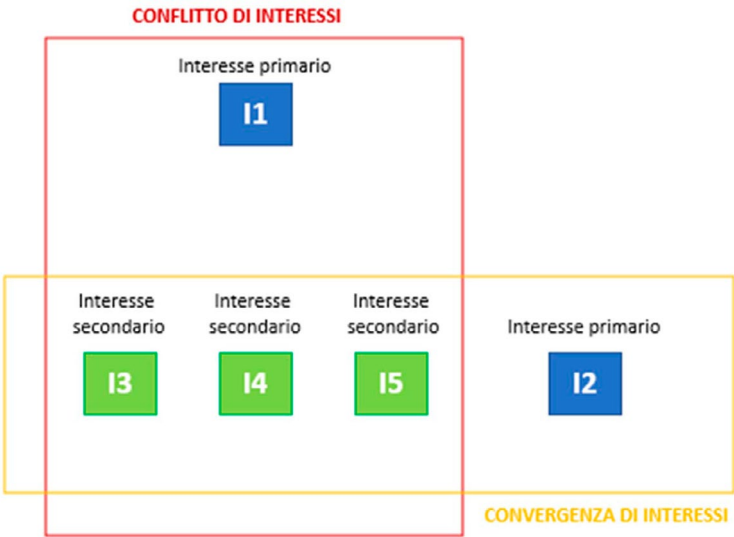 CONFLITTO DI INTERESSI
Interesse primario
I1
Interesse secondario
Interesse secondario
Interesse secondario
Interesse primario
I3
I4
I5
I2
CONVERGENZA DI INTERESSI